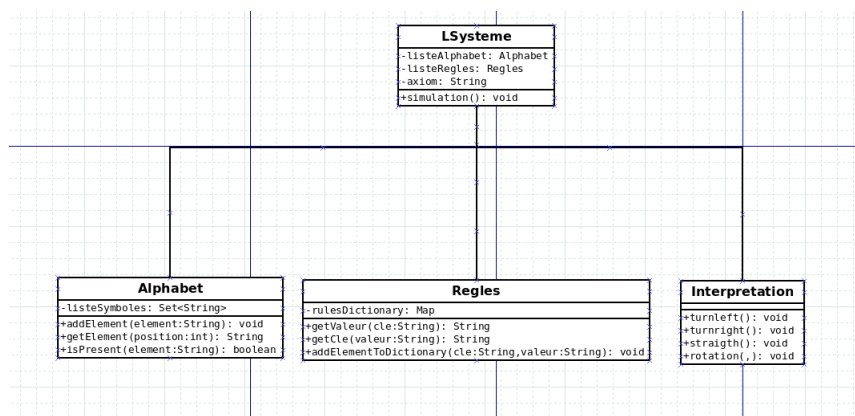 LSysteme
-listeAlphabet: Alphabet
-listeRegles: Regles
-axiom: String
+simulation(): void
Alphabet
-listeSymboles: Set<String>
+addElement(element:String): void
+getElement(position:int): String
+isPresent(element:String): boolean
Regles
-rulesDictionary: Map
+getValeur(cle:String): String
+getCle(valeur:String): String
+addElementToDictionary(cle:String,valeur:String): void
Interpretation
+turnleft(): void
+turnright(): void
+straigth(): void
+rotation(,): void